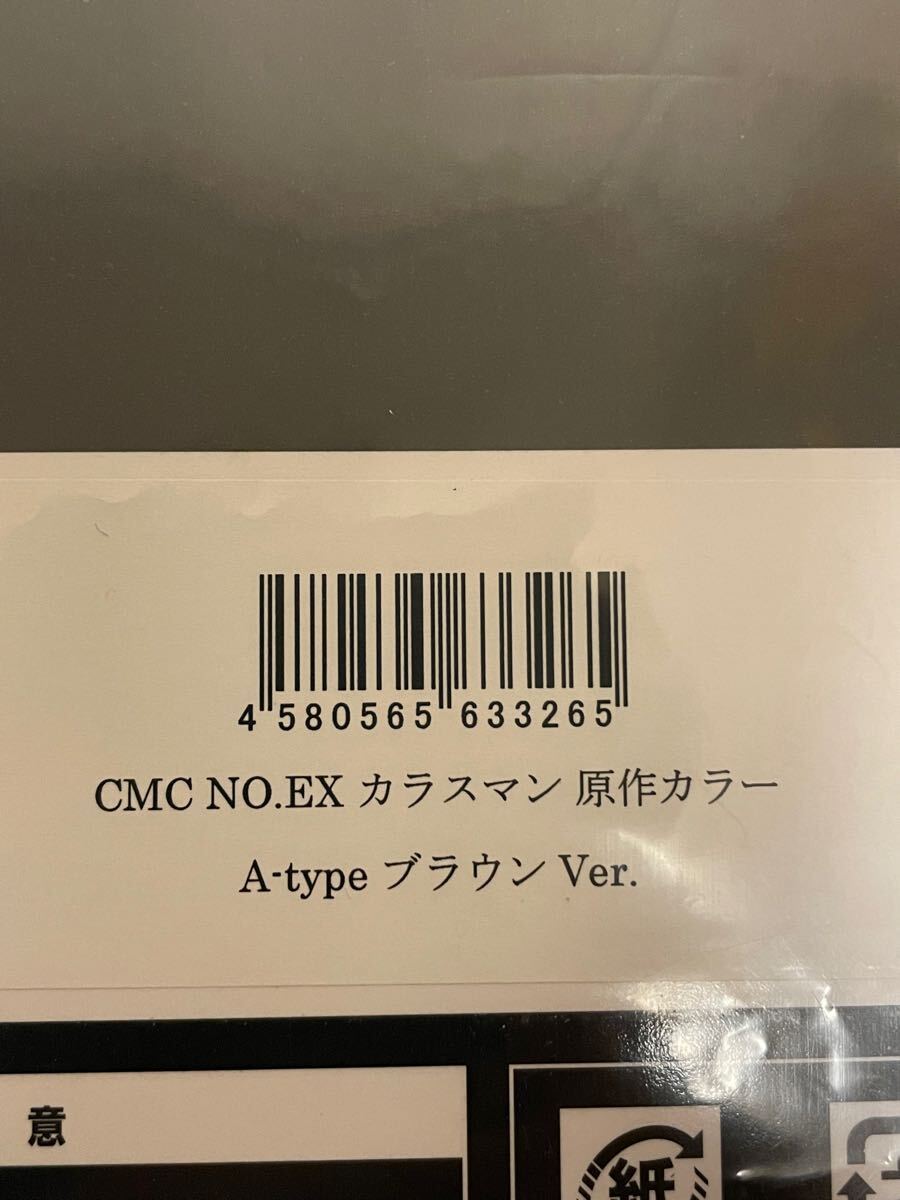 4 580565 633265
CMC NO.EX カラスマン 原作カラー
A-type ブラウン Ver.
意
紙